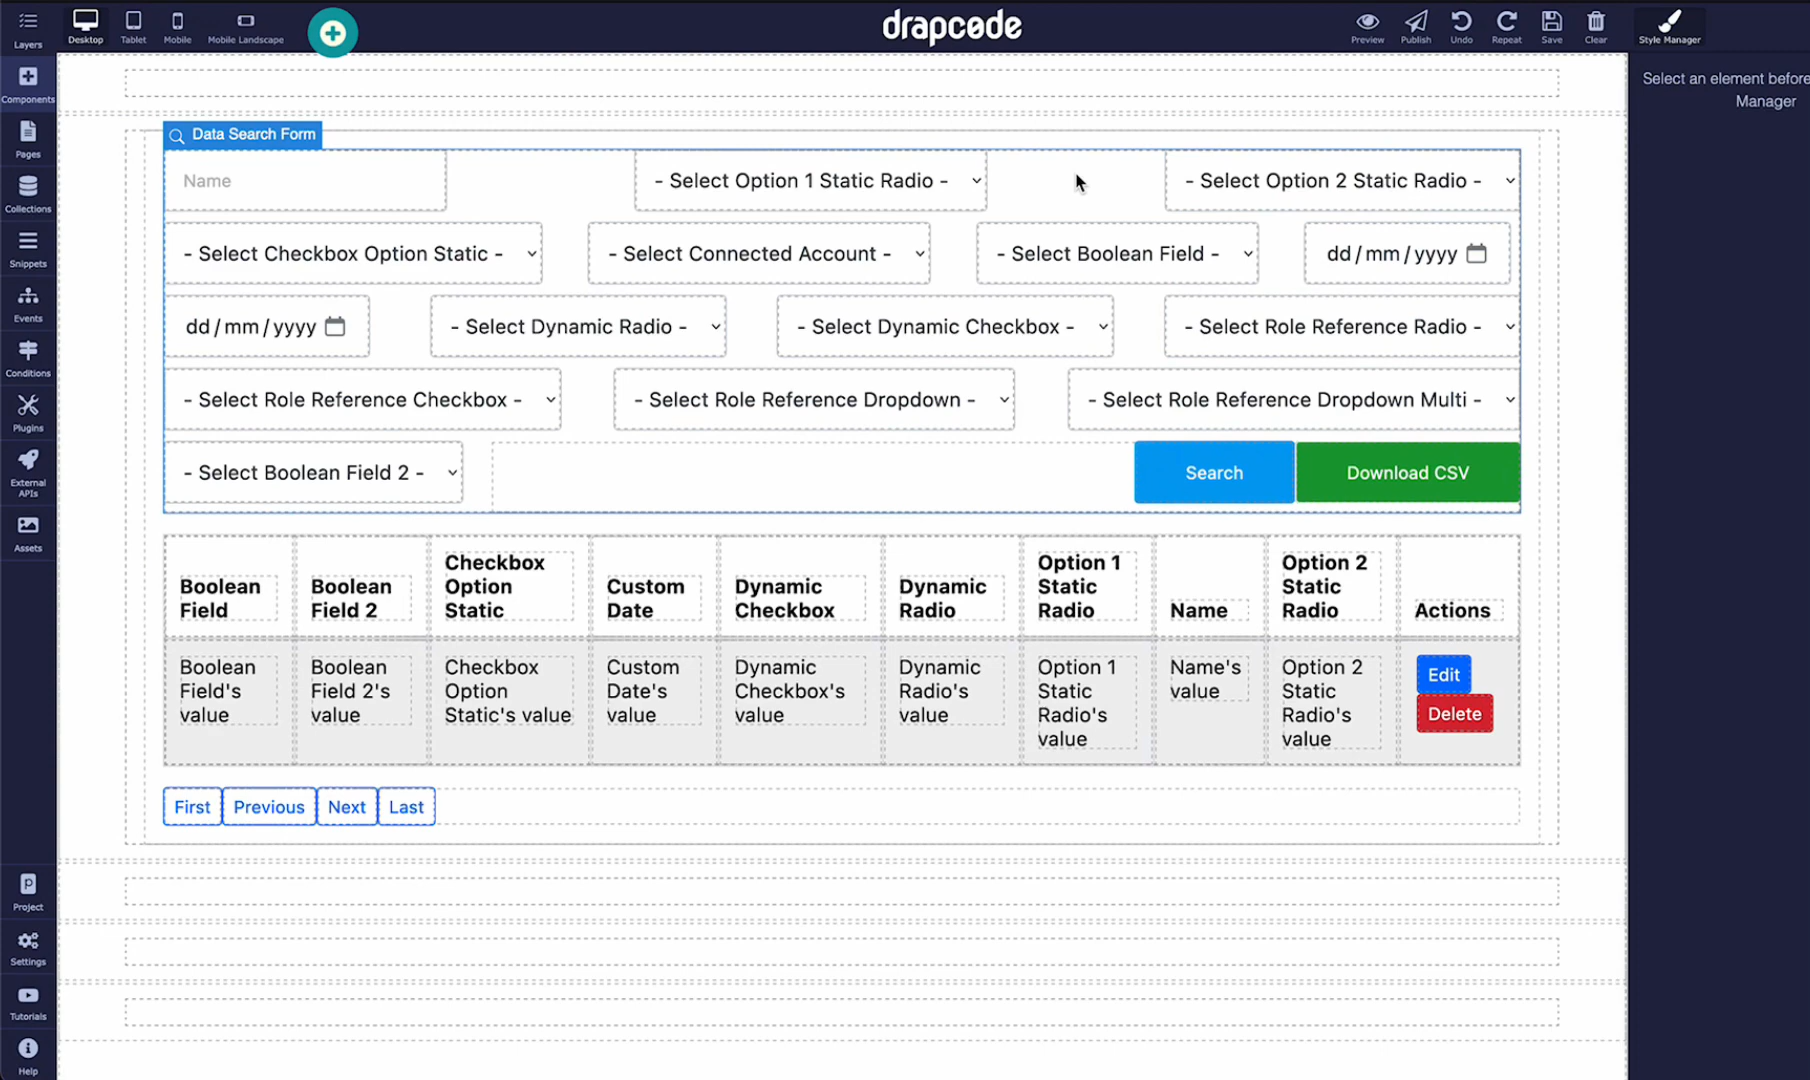 Layers
Desktop
Tablet
Mobile
Mobile Landscape
drapcode
Preview
Publish
Undo
Repeat
Save
Clear
Style Manager
Components
Pages
Collections
Snippets
Events
Conditions
Plugins
External
APIs
Assets
Project
Settings
Tutorials
Help
Select an element before
Manager
Data Search Form
Name
- Select Option 1 Static Radio -
- Select Option 2 Static Radio -
- Select Checkbox Option Static -
- Select Connected Account -
- Select Boolean Field -
dd/mm/yyyy
dd/mm/yyyy
- Select Dynamic Radio -
- Select Dynamic Checkbox -
- Select Role Reference Radio -
- Select Role Reference Checkbox -
- Select Role Reference Dropdown -
- Select Role Reference Dropdown Multi -
- Select Boolean Field 2 -
Search
Download CSV
Boolean
Field
Boolean
Field 2
Checkbox
Option
Static
Custom
Date
Dynamic
Checkbox
Dynamic
Radio
Option 1
Static
Radio
Name
Option 2
Static
Radio
Actions
Boolean
Field's
value
Boolean
Field 2's
value
Checkbox
Option
Static's value
Custom
Date's
value
Dynamic
Checkbox's
value
Dynamic
Radio's
value
Option 1
Static
Radio's
value
Name's
value
Option 2
Static
Radio's
value
Edit
Delete
First
Previous
Next
Last